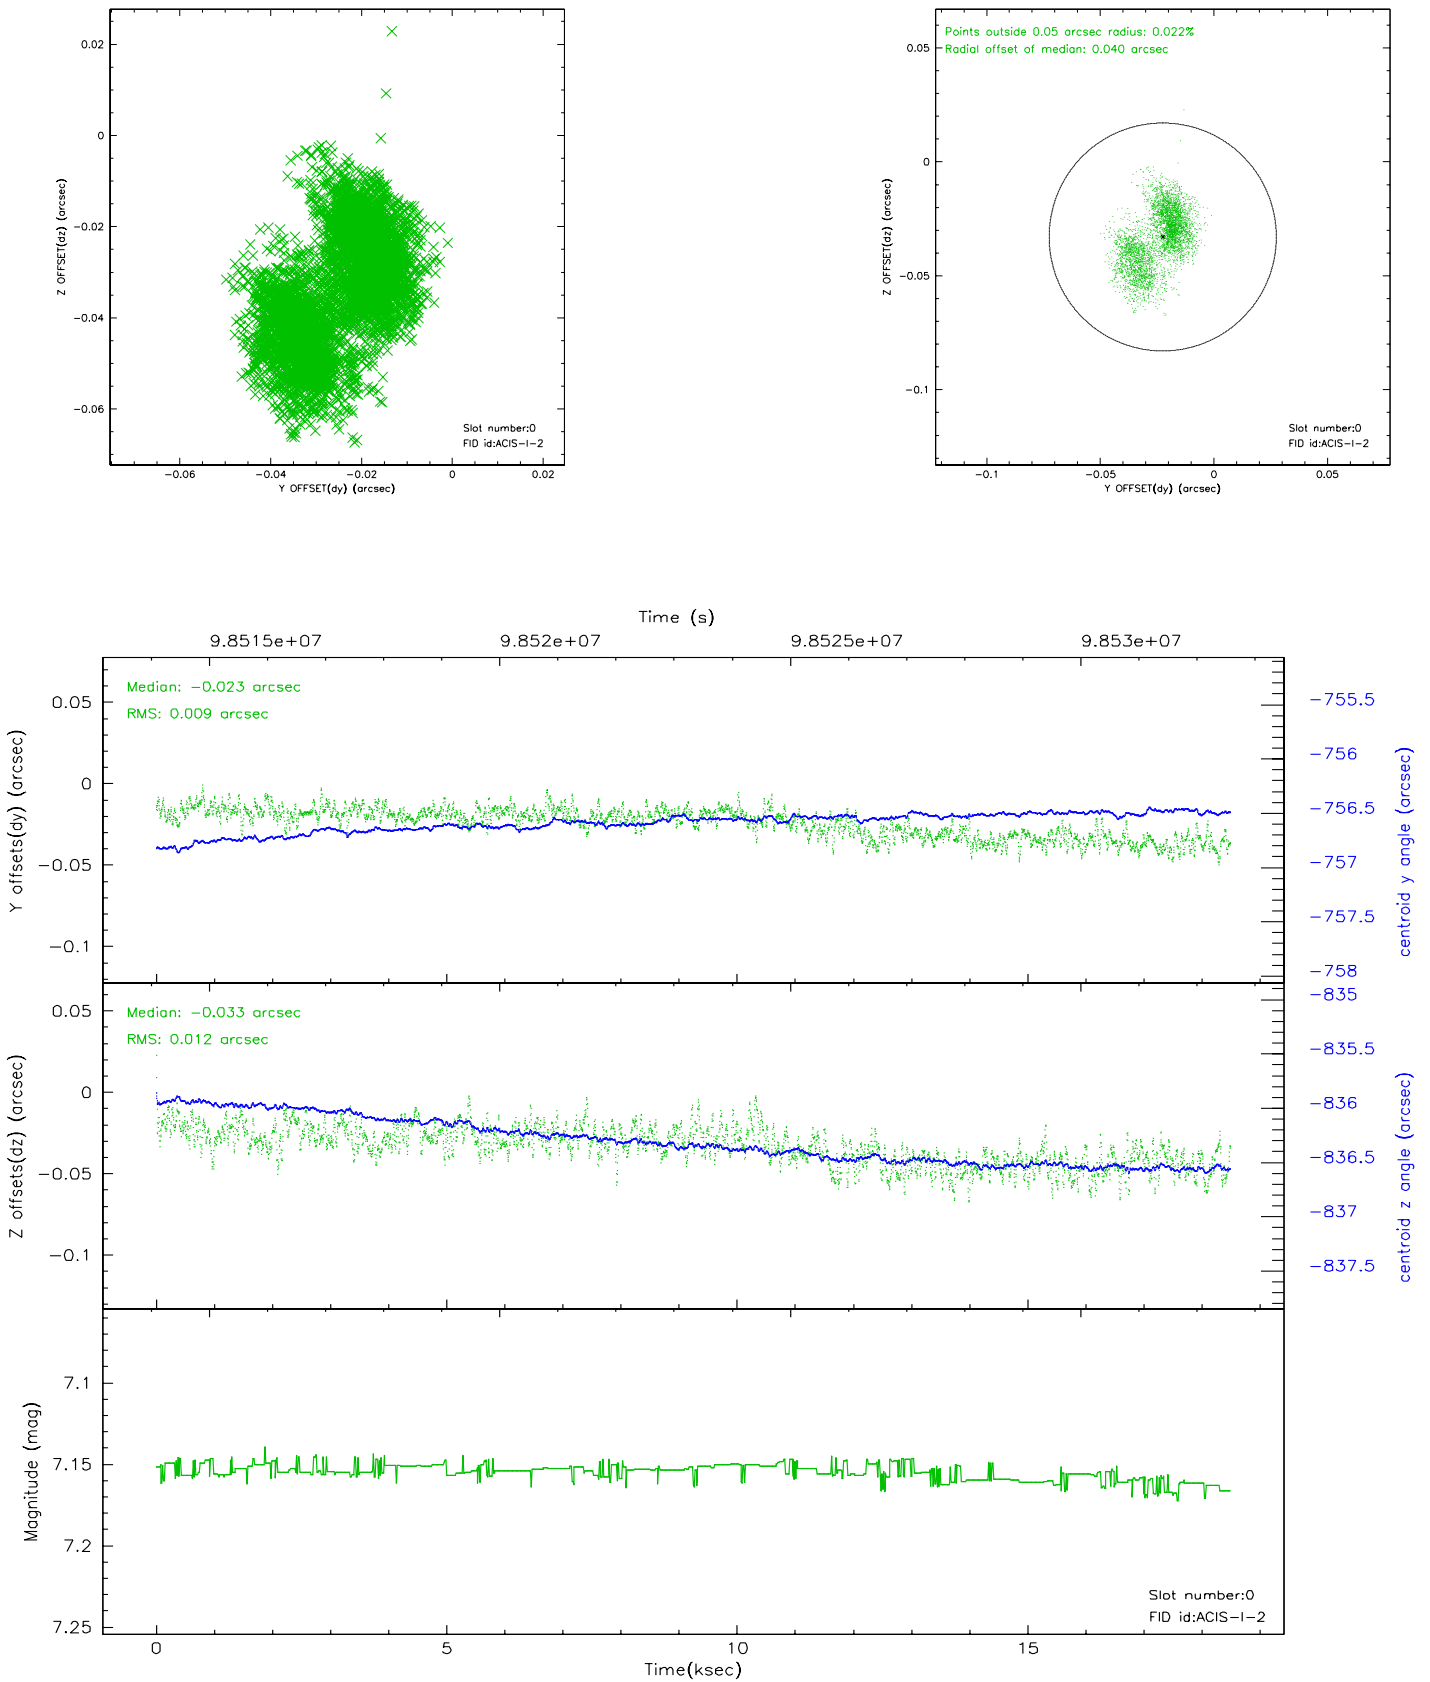 0.02
0
−0.02
−0.04
−0.06
Z OFFSET(dz) (arcsec)
Slot number:0
FID id:ACIS−I−2
−0.06 −0.04 −0.02 0 0.02
Y OFFSET(dy) (arcsec)
Points outside 0.05 arcsec radius: 0.022%
Radial offset of median: 0.040 arcsec
0.05
0
−0.05
−0.1
Z OFFSET(dz) (arcsec)
Slot number:0
FID id:ACIS−I−2
−0.1 −0.05 0 0.05
Y OFFSET(dy) (arcsec)
Time (s)
9.8515e+07 9.852e+07 9.8525e+07 9.853e+07
Median: −0.023 arcsec
RMS: 0.009 arcsec
0.05
0
−0.05
−0.1
Y offsets(dy) (arcsec)
−755.5
−756
−756.5
−757
−757.5
−758
centroid y angle (arcsec)
Median: −0.033 arcsec
RMS: 0.012 arcsec
0.05
0
−0.05
−0.1
Z offsets(dz) (arcsec)
−835
−835.5
−836
−836.5
−837
−837.5
centroid z angle (arcsec)
7.1
7.15
7.2
7.25
Magnitude (mag)
Slot number:0
FID id:ACIS−I−2
0 5 10 15
Time(ksec)